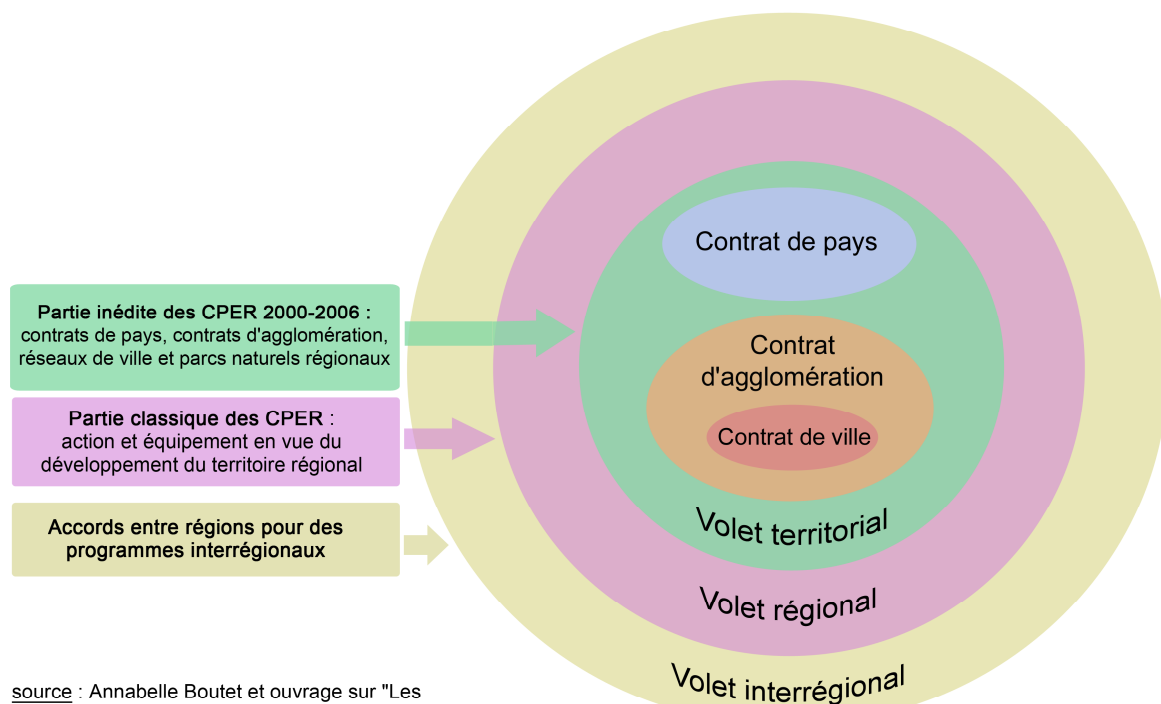 Contrat de pays
Partie inédite des CPER 2000-2006 :
contrats de pays, contrats d'agglomération,
réseaux de ville et parcs naturels régionaux
Contrat
d'agglomération
Contrat de ville
Partie classique des CPER :
action et équipement en vue du
développement du territoire régional
Accords entre régions pour des
programmes interrégionaux
Volet territorial
Volet régional
Volet interrégional
source : Annabelle Boutet et ouvrage sur "Les